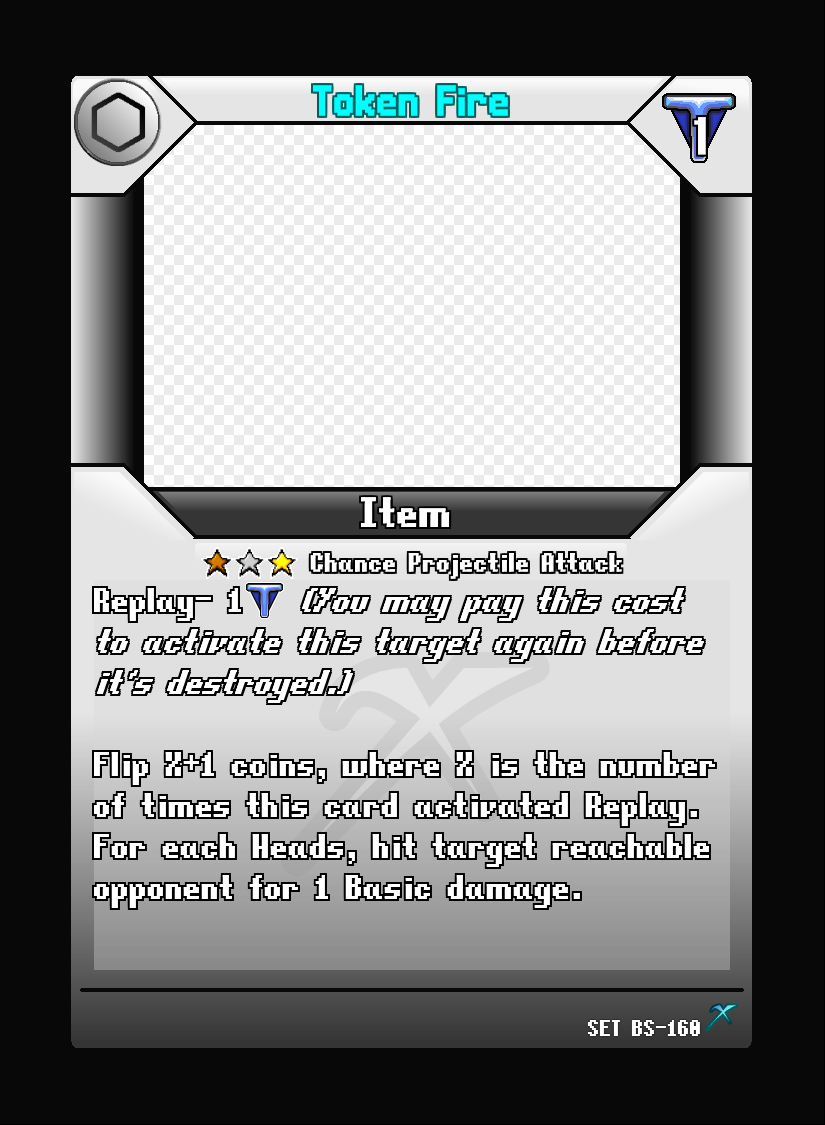 Token Fire
1
Item
Chance Projectile Attack
Replay- 1T (You may pay this cost
to activate this target again before
it's destroyed.)
Flip X+1 coins, where X is the number
of times this card activated Replay.
For each Heads, hit target reachable
opponent for 1 Basic damage.
SET BS-160